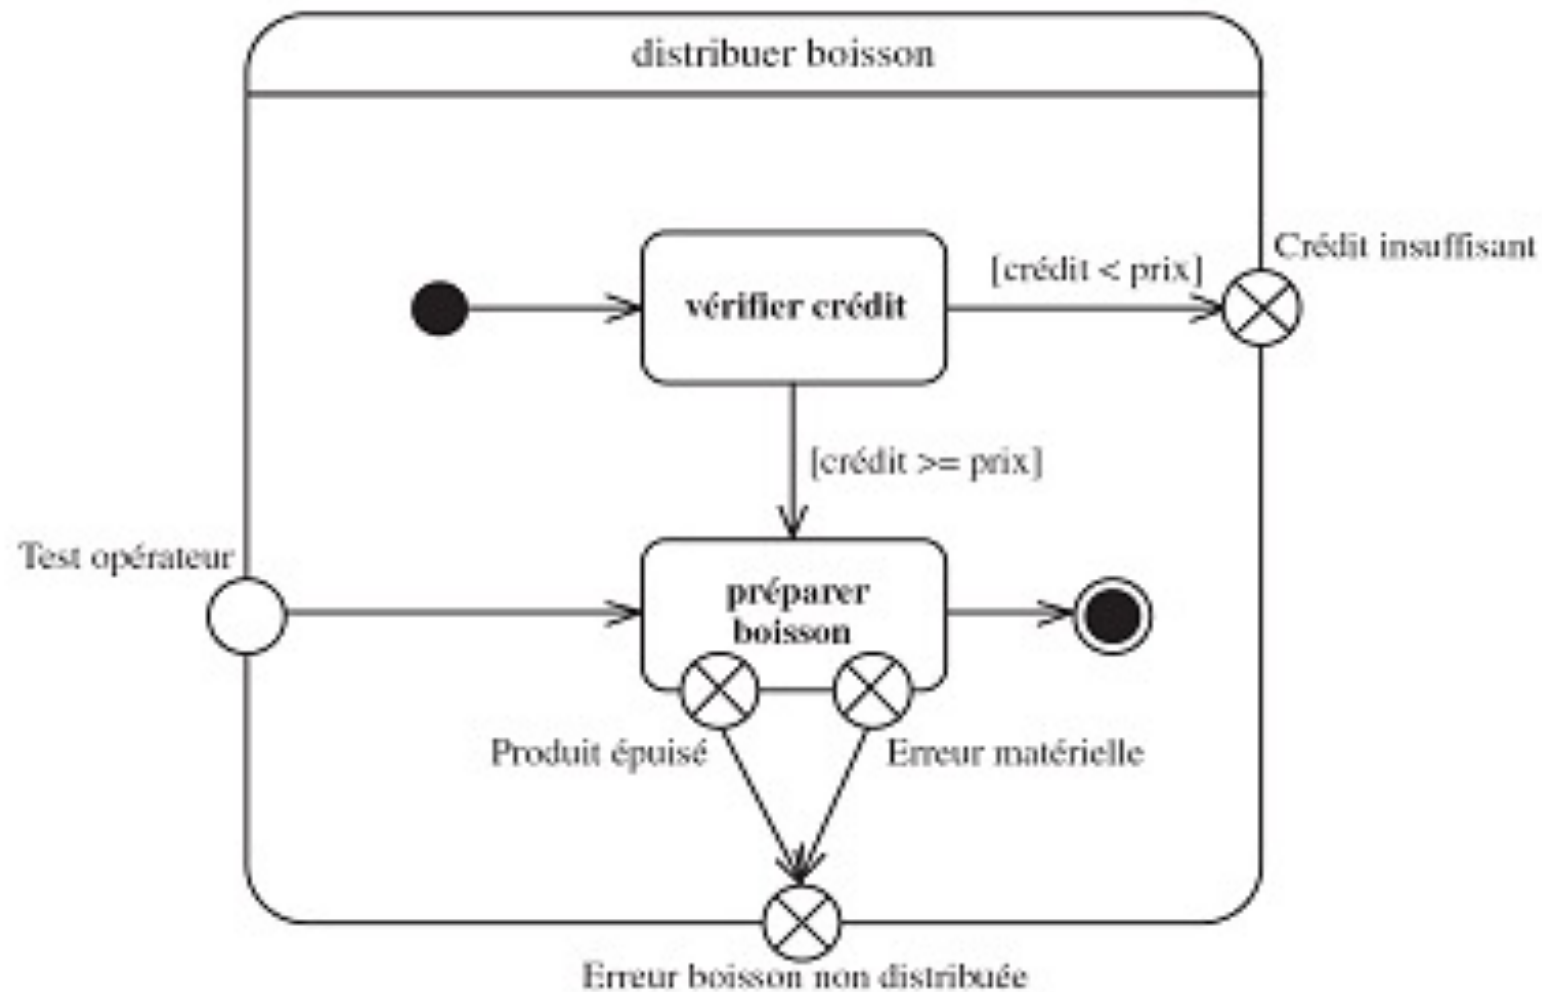 distribuer boisson
Crédit insuffisant
[crédit < prix]
vérifier crédit
[crédit >= prix]
Test opérateur
préparer
boisson
Produit épuisé
Erreur matérielle
Erreur boisson non distribuée